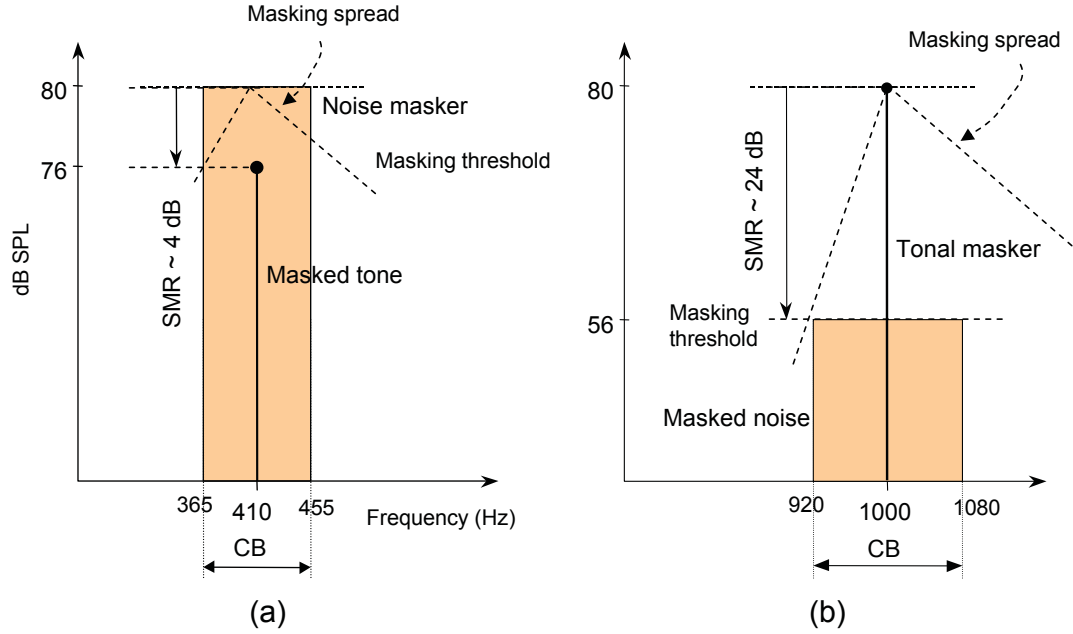 Masking spread
80
Noise masker
Masking threshold
76
SMR ~ 4 dB
dB SPL
Masked tone
365
410
455
Frequency (Hz)
CB
(a)
Masking spread
80
SMR ~ 24 dB
Tonal masker
56
Masking
threshold
Masked noise
920
1000
1080
CB
(b)